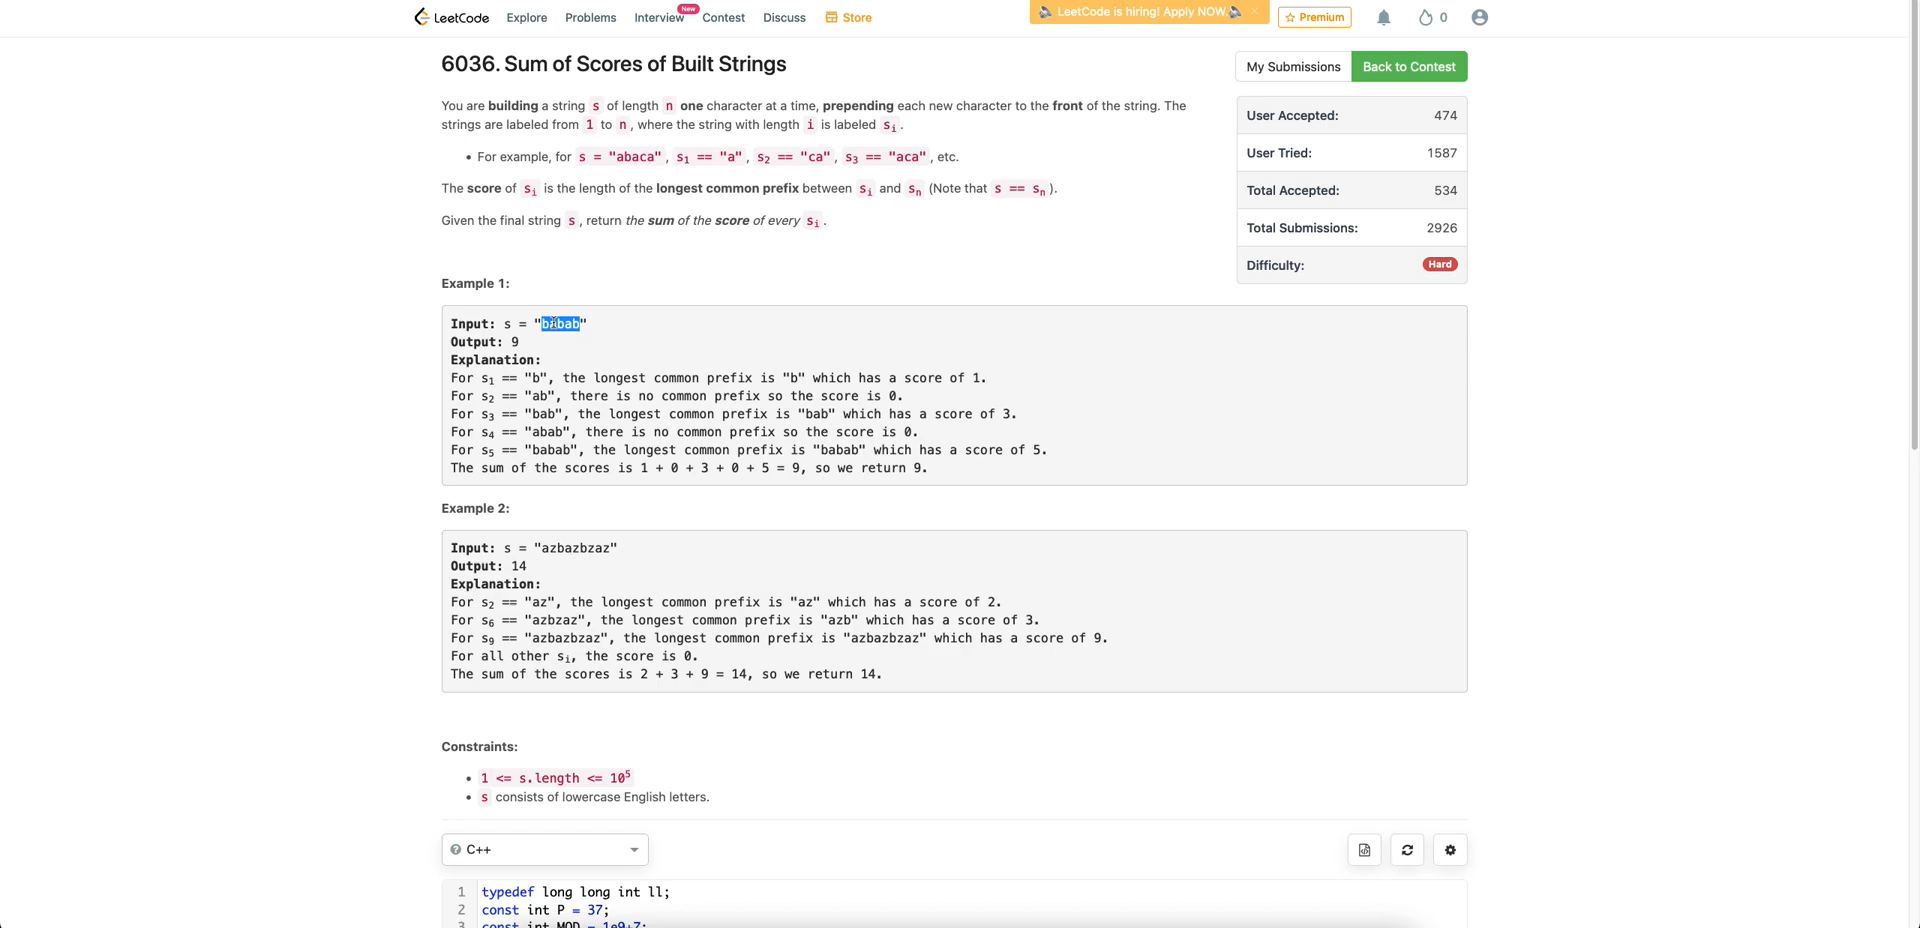 LeetCode Explore Problems Interview New Contest Discuss Store LeetCode is hiring! Apply NOW. × Premium 0
6036. Sum of Scores of Built Strings
My Submissions Back to Contest
You are building a string s of length n one character at a time, prepending each new character to the front of the string. The
strings are labeled from 1 to n, where the string with length i is labeled si.
• For example, for s = "abaca", s1 == "a", s2 == "ca", s3 == "aca", etc.
The score of si is the length of the longest common prefix between si and sn (Note that s == sn).
Given the final string s, return the sum of the score of every si.
User Accepted: 474
User Tried: 1587
Total Accepted: 534
Total Submissions: 2926
Difficulty: Hard
Example 1:
Input: s = "babab"
Output: 9
Explanation:
For s1 == "b", the longest common prefix is "b" which has a score of 1.
For s2 == "ab", there is no common prefix so the score is 0.
For s3 == "bab", the longest common prefix is "bab" which has a score of 3.
For s4 == "abab", there is no common prefix so the score is 0.
For s5 == "babab", the longest common prefix is "babab" which has a score of 5.
The sum of the scores is 1 + 0 + 3 + 0 + 5 = 9, so we return 9.
Example 2:
Input: s = "azbazbzaz"
Output: 14
Explanation:
For s2 == "az", the longest common prefix is "az" which has a score of 2.
For s6 == "azbzaz", the longest common prefix is "azb" which has a score of 3.
For s9 == "azbazbzaz", the longest common prefix is "azbazbzaz" which has a score of 9.
For all other si, the score is 0.
The sum of the scores is 2 + 3 + 9 = 14, so we return 14.
Constraints:
• 1 <= s.length <= 10^5
• s consists of lowercase English letters.
C++
1 typedef long long int ll;
2 const int P = 37;
3 const int MOD = 1e9+7;